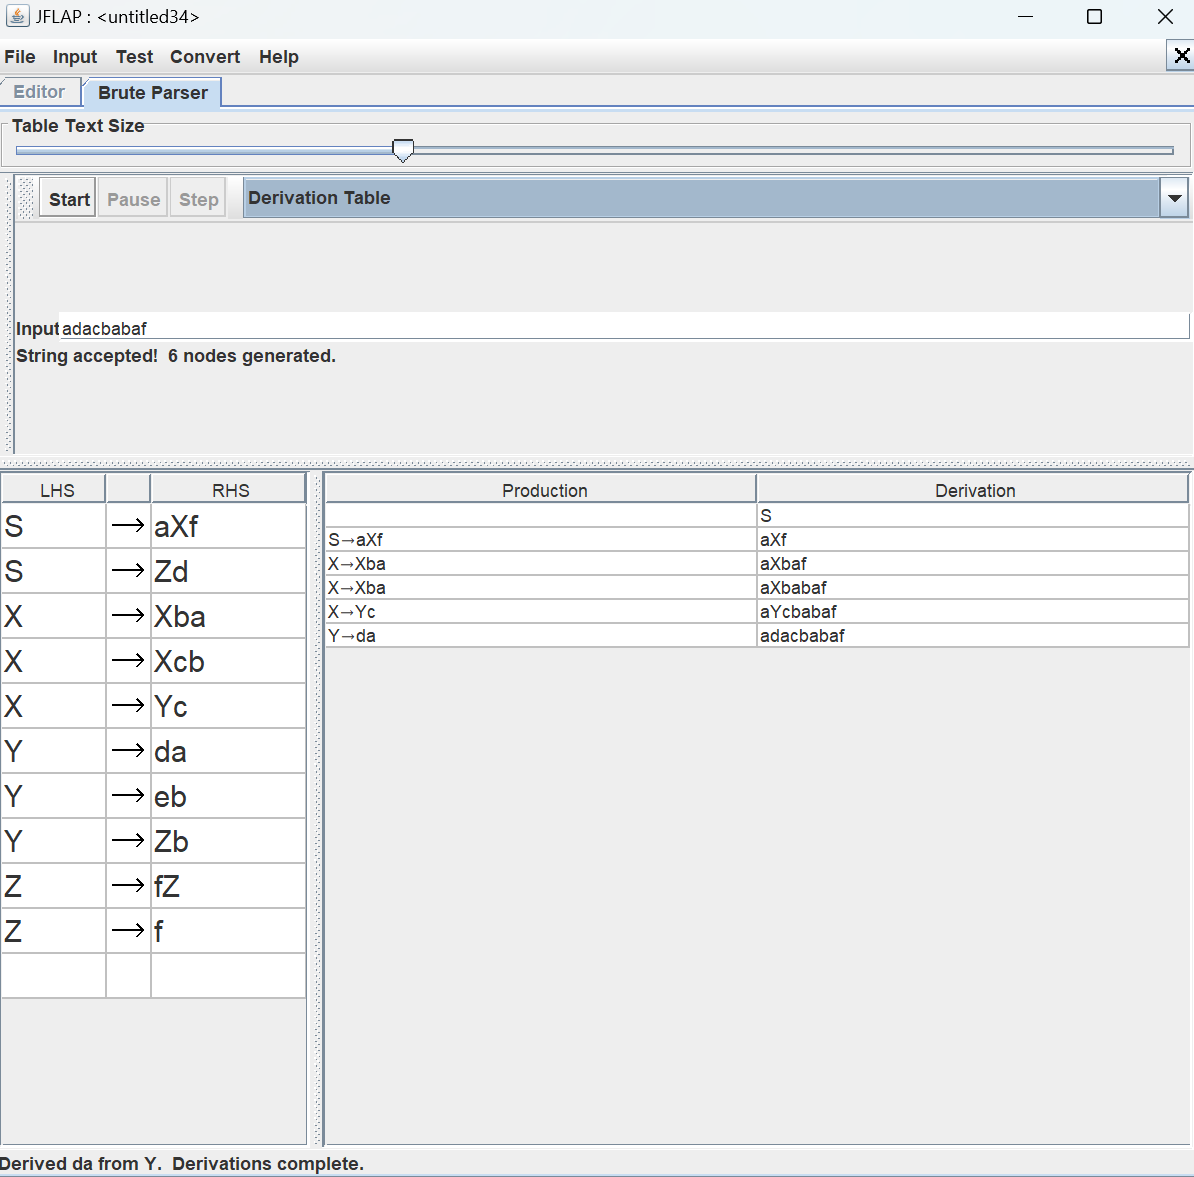 JFLAP : <untitled34>
File Input Test Convert Help
Editor Brute Parser
Table Text Size
Start Pause Step Derivation Table
Input adacbabaf
String accepted! 6 nodes generated.
LHS RHS
S → aXf
S → Zd
X → Xba
X → Xcb
X → Yc
Y → da
Y → eb
Y → Zb
Z → fZ
Z → f
Production Derivation
S
S→aXf aXf
X→Xba aXbaf
X→Xba aXbabaf
X→Yc aYcbabaf
Y→da adacbabaf
Derived da from Y. Derivations complete.